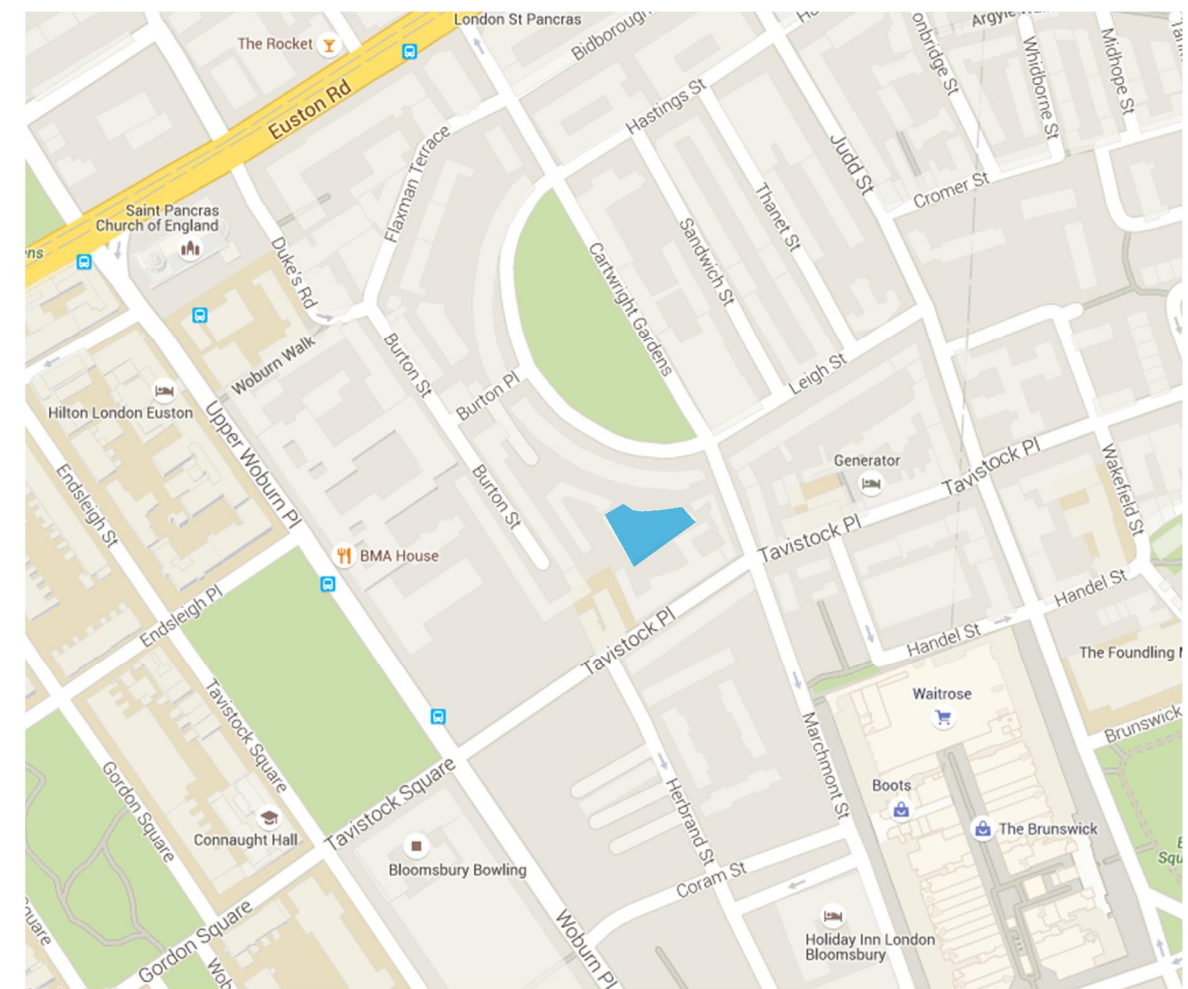 London St Pancras
The Rocket
Bidborough
Argyle
Euston Rd
Hastings St
onbridge St
Whidborne St
Midhope St
Flaxman Terrace
Judd St
Cromer St
Saint Pancras
Church of England
ens
Duke's Rd
Thanet St
Sandwich St
Cartwright Gardens
Woburn Walk
Burton St
Burton Pl
Leigh St
Hilton London Euston
Upper Woburn Pl
Generator
Tavistock Pl
Endsleigh St
Burton St
Wakefield St
Tavistock Pl
BMA House
Endsleigh Pl
Handel St
Tavistock Pl
Handel St
The Foundling
Waitrose
Tavistock Square
Marchmont St
Brunswick
Gordon Square
Herbrand St
Boots
Connaught Hall
Tavistock Square
The Brunswick
Bloomsbury Bowling
Squ
Coram St
Gordon Square
Woburn Pl
Holiday Inn London
Bloomsbury
quare
Wob